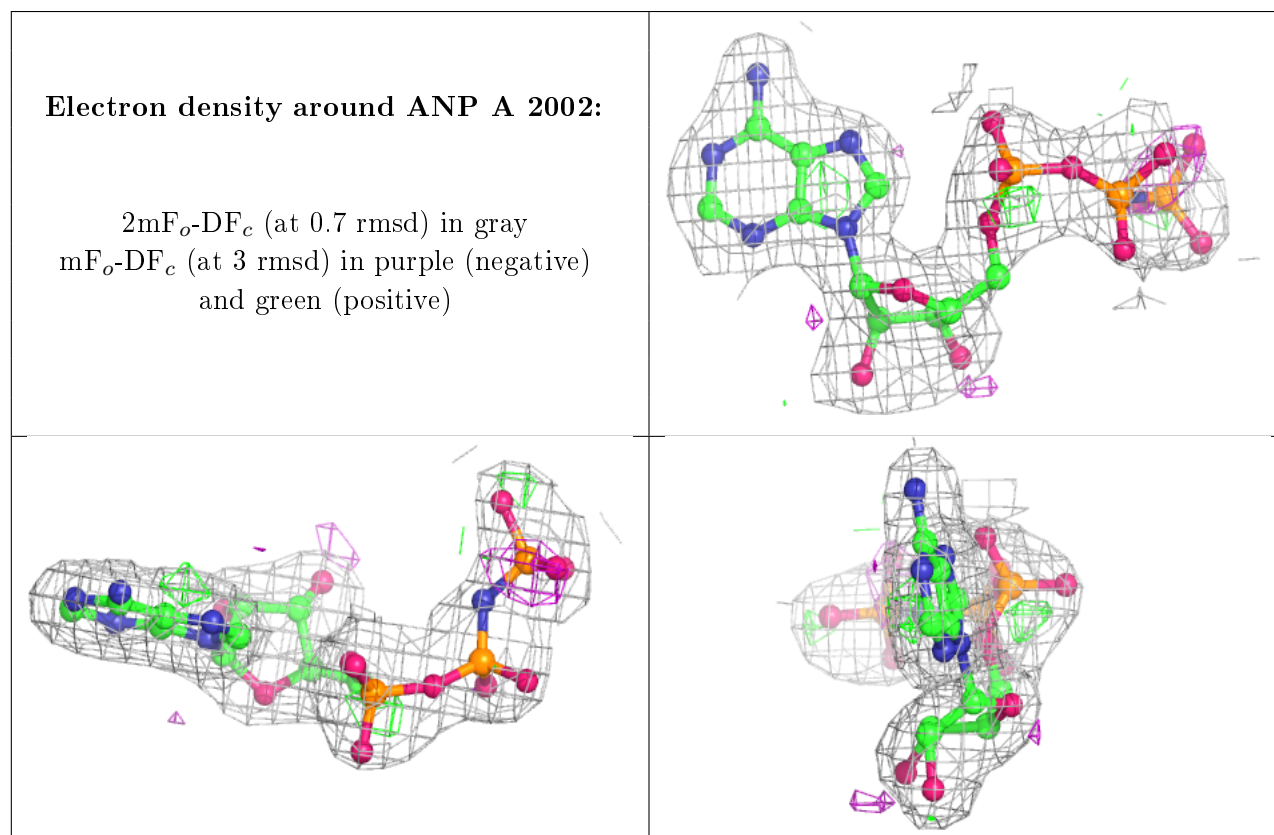 Electron density around ANP A 2002:
2mFₒ-DF𝒸 (at 0.7 rmsd) in gray
mFₒ-DF𝒸 (at 3 rmsd) in purple (negative)
and green (positive)